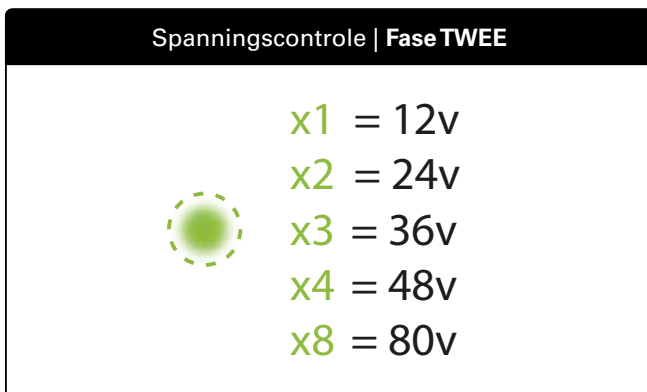 Spanningscontrole | Fase TWEE
x1 = 12v
x2 = 24v
x3 = 36v
x4 = 48v
x8 = 80v